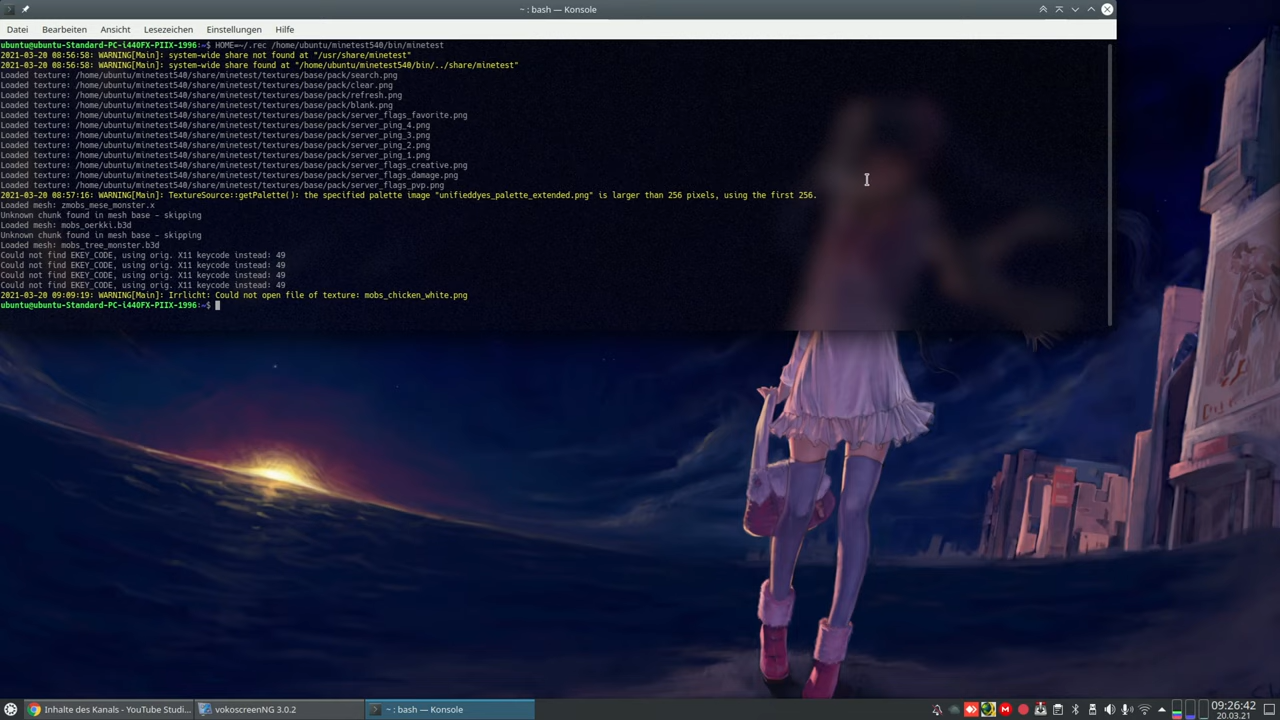 ~ : bash — Konsole
Datei Bearbeiten Ansicht Lesezeichen Einstellungen Hilfe
ubuntu@ubuntu-Standard-PC-i440FX-PIIX-1996:~$ HOME=~/.rec /home/ubuntu/minetest540/bin/minetest
2021-03-20 08:56:58: WARNING[Main]: system-wide share not found at "/usr/share/minetest"
2021-03-20 08:56:58: WARNING[Main]: system-wide share found at "/home/ubuntu/minetest540/bin/../share/minetest"
Loaded texture: /home/ubuntu/minetest540/share/minetest/textures/base/pack/search.png
Loaded texture: /home/ubuntu/minetest540/share/minetest/textures/base/pack/clear.png
Loaded texture: /home/ubuntu/minetest540/share/minetest/textures/base/pack/refresh.png
Loaded texture: /home/ubuntu/minetest540/share/minetest/textures/base/pack/blank.png
Loaded texture: /home/ubuntu/minetest540/share/minetest/textures/base/pack/server_flags_favorite.png
Loaded texture: /home/ubuntu/minetest540/share/minetest/textures/base/pack/server_ping_4.png
Loaded texture: /home/ubuntu/minetest540/share/minetest/textures/base/pack/server_ping_3.png
Loaded texture: /home/ubuntu/minetest540/share/minetest/textures/base/pack/server_ping_2.png
Loaded texture: /home/ubuntu/minetest540/share/minetest/textures/base/pack/server_ping_1.png
Loaded texture: /home/ubuntu/minetest540/share/minetest/textures/base/pack/server_flags_creative.png
Loaded texture: /home/ubuntu/minetest540/share/minetest/textures/base/pack/server_flags_damage.png
Loaded texture: /home/ubuntu/minetest540/share/minetest/textures/base/pack/server_flags_pvp.png
2021-03-20 08:57:16: WARNING[Main]: TextureSource::getPalette(): the specified palette image "unifieddyes_palette_extended.png" is larger than 256 pixels, using the first 256.
Loaded mesh: zmobs_mese_monster.x
Unknown chunk found in mesh base - skipping
Loaded mesh: mobs_oerkki.b3d
Unknown chunk found in mesh base - skipping
Loaded mesh: mobs_tree_monster.b3d
Could not find EKEY_CODE, using orig. X11 keycode instead: 49
Could not find EKEY_CODE, using orig. X11 keycode instead: 49
Could not find EKEY_CODE, using orig. X11 keycode instead: 49
Could not find EKEY_CODE, using orig. X11 keycode instead: 49
2021-03-20 09:09:19: WARNING[Main]: Irrlicht: Could not open file of texture: mobs_chicken_white.png
ubuntu@ubuntu-Standard-PC-i440FX-PIIX-1996:~$
Inhalte des Kanals - YouTube Studi... vokoscreenNG 3.0.2 ~ : bash — Konsole 09:26:42
20.03.21